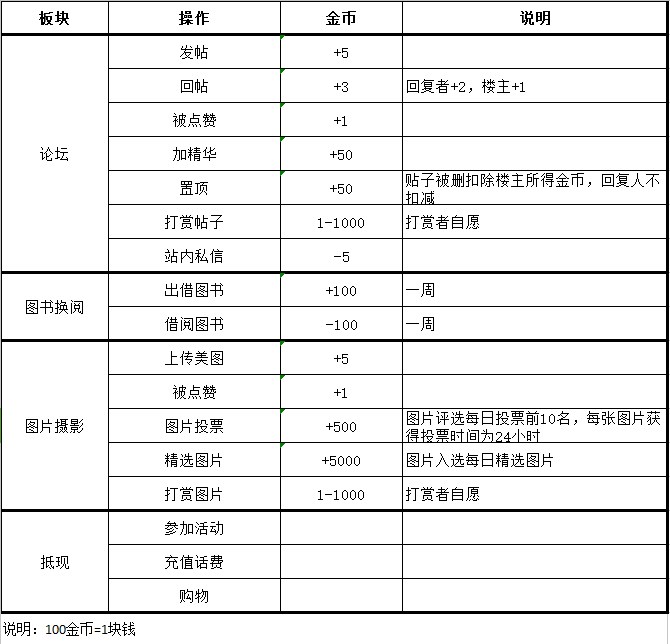 板块 操作 金币 说明
论坛 发帖 +5
回帖 +3 回复者+2，楼主+1
被点赞 +1
加精华 +50
置顶 +50 贴子被删扣除楼主所得金币，回复人不
扣减
打赏帖子 1-1000 打赏者自愿
站内私信 -5
图书换阅 出借图书 +100 一周
借阅图书 -100 一周
图片摄影 上传美图 +5
被点赞 +1
图片投票 +500 图片评选每日投票前10名，每张图片获
得投票时间为24小时
精选图片 +5000 图片入选每日精选图片
打赏图片 1-1000 打赏者自愿
抵现 参加活动
充值话费
购物
说明：100金币=1块钱